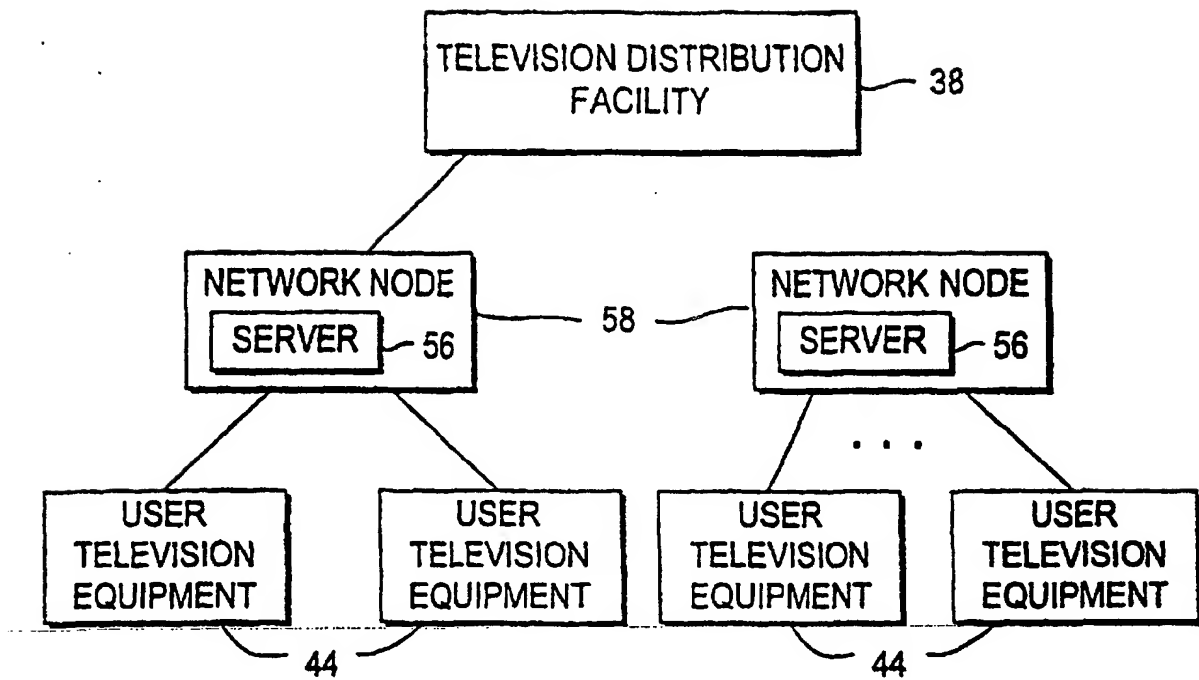 TELEVISION DISTRIBUTION
FACILITY
38
NETWORK NODE
SERVER
56
58
NETWORK NODE
SERVER
56
. . .
USER
TELEVISION
EQUIPMENT
USER
TELEVISION
EQUIPMENT
USER
TELEVISION
EQUIPMENT
USER
TELEVISION
EQUIPMENT
44
44